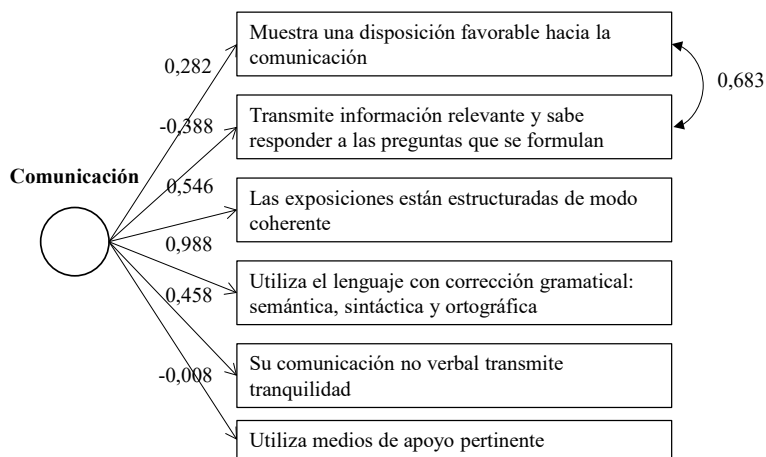 Muestra una disposición favorable hacia la
comunicación
0,282
0,683
-0,388
Transmite información relevante y sabe
responder a las preguntas que se formulan
Comunicación
0,546
Las exposiciones están estructuradas de modo
coherente
0,988
Utiliza el lenguaje con corrección gramatical:
semántica, sintáctica y ortográfica
0,458
Su comunicación no verbal transmite
tranquilidad
-0,008
Utiliza medios de apoyo pertinente